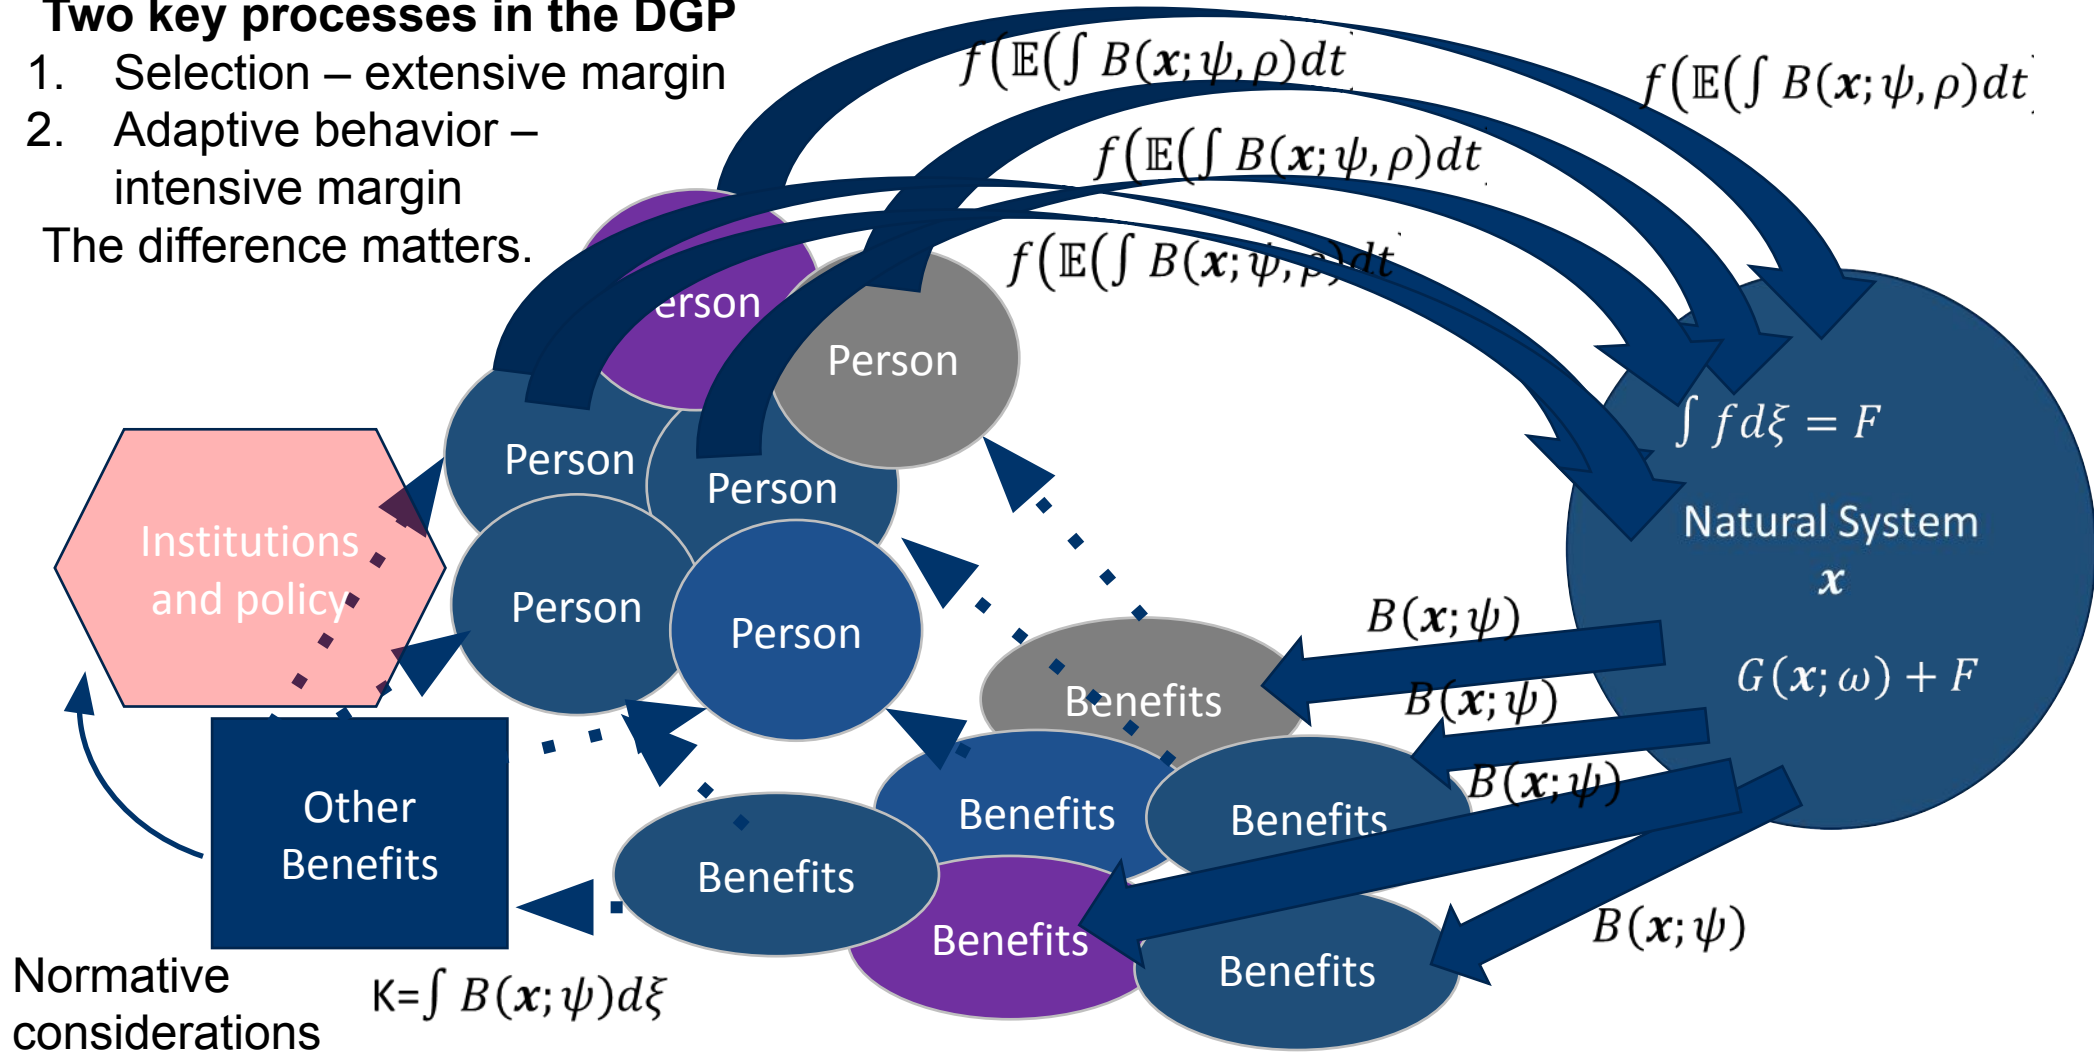 Two key processes in the DGP
1. Selection – extensive margin
2. Adaptive behavior –
intensive margin
The difference matters.
f(𝔼(∫ B(x;ψ,ρ)dt
f(𝔼(∫ B(x;ψ,ρ)dt
f(𝔼(∫ B(x;ψ,ρ)dt
f(𝔼(∫ B(x;ψ,ρ)dt
erson
Person
Person
Person
Person
Person
Institutions
and policy
∫ fdξ = F
Natural System
x
G(x;ω) + F
B(x;ψ)
B(x;ψ)
B(x;ψ)
B(x;ψ)
Benefits
Benefits
Benefits
Benefits
Benefits
Benefits
Other
Benefits
Normative
considerations
K=∫ B(x;ψ)dξ